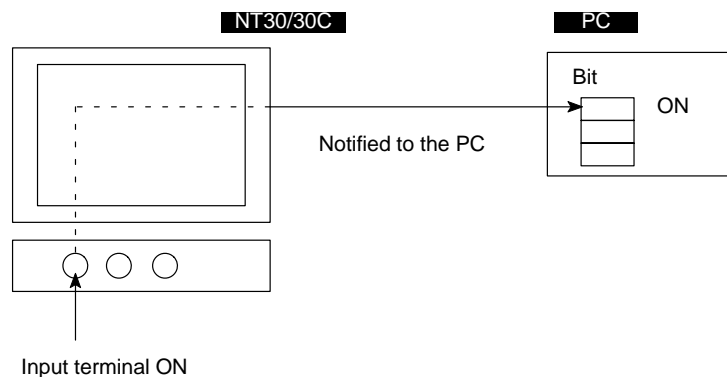 NT30/30C
PC
Bit
ON
Notified to the PC
Input terminal ON